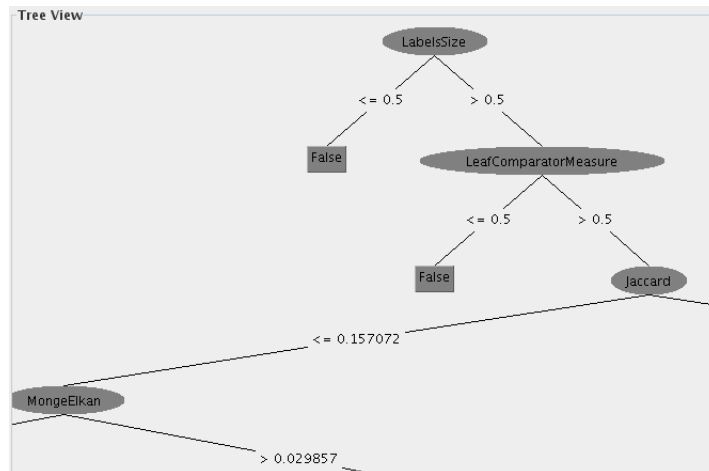 Tree View
LabelsSize
<= 0.5
> 0.5
False
LeafComparatorMeasure
<= 0.5
> 0.5
False
Jaccard
<= 0.157072
MongeElkan
> 0.029857